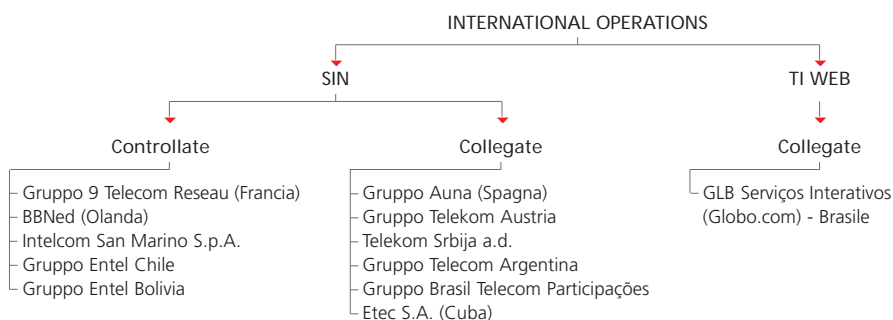 INTERNATIONAL OPERATIONS
SIN
TI WEB
Controllate
Collegate
Collegate
Gruppo 9 Telecom Reseau (Francia)
BBNed (Olanda)
Intelcom San Marino S.p.A.
Gruppo Entel Chile
Gruppo Entel Bolivia
Gruppo Auna (Spagna)
Gruppo Telekom Austria
Telekom Srbija a.d.
Gruppo Telecom Argentina
Gruppo Brasil Telecom Participações
Etec S.A. (Cuba)
GLB Serviços Interativos
(Globo.com) - Brasile